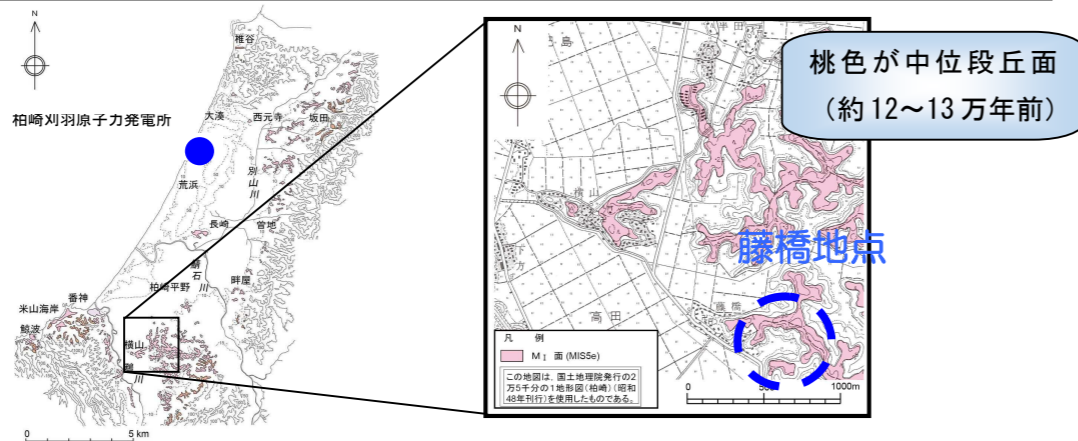 N
椎谷
柏崎刈羽原子力発電所
大湊
西元寺
坂田
荒浜
別山川
長崎
曽地
鯖石川
柏崎平野
畔屋
香神
米山海岸
鯨波
横山
鵜川
0 5 km
N
半田
島
桧山
下方
藤橋
高田
藤橋地点
桃色が中位段丘面
(約12～13万年前)
凡 例
M1 面 (MIS5e)
この地図は、国土地理院発行の2
万5千分の1地形図(柏崎)(昭和
48年刊行)を使用したものである。
0
1000m